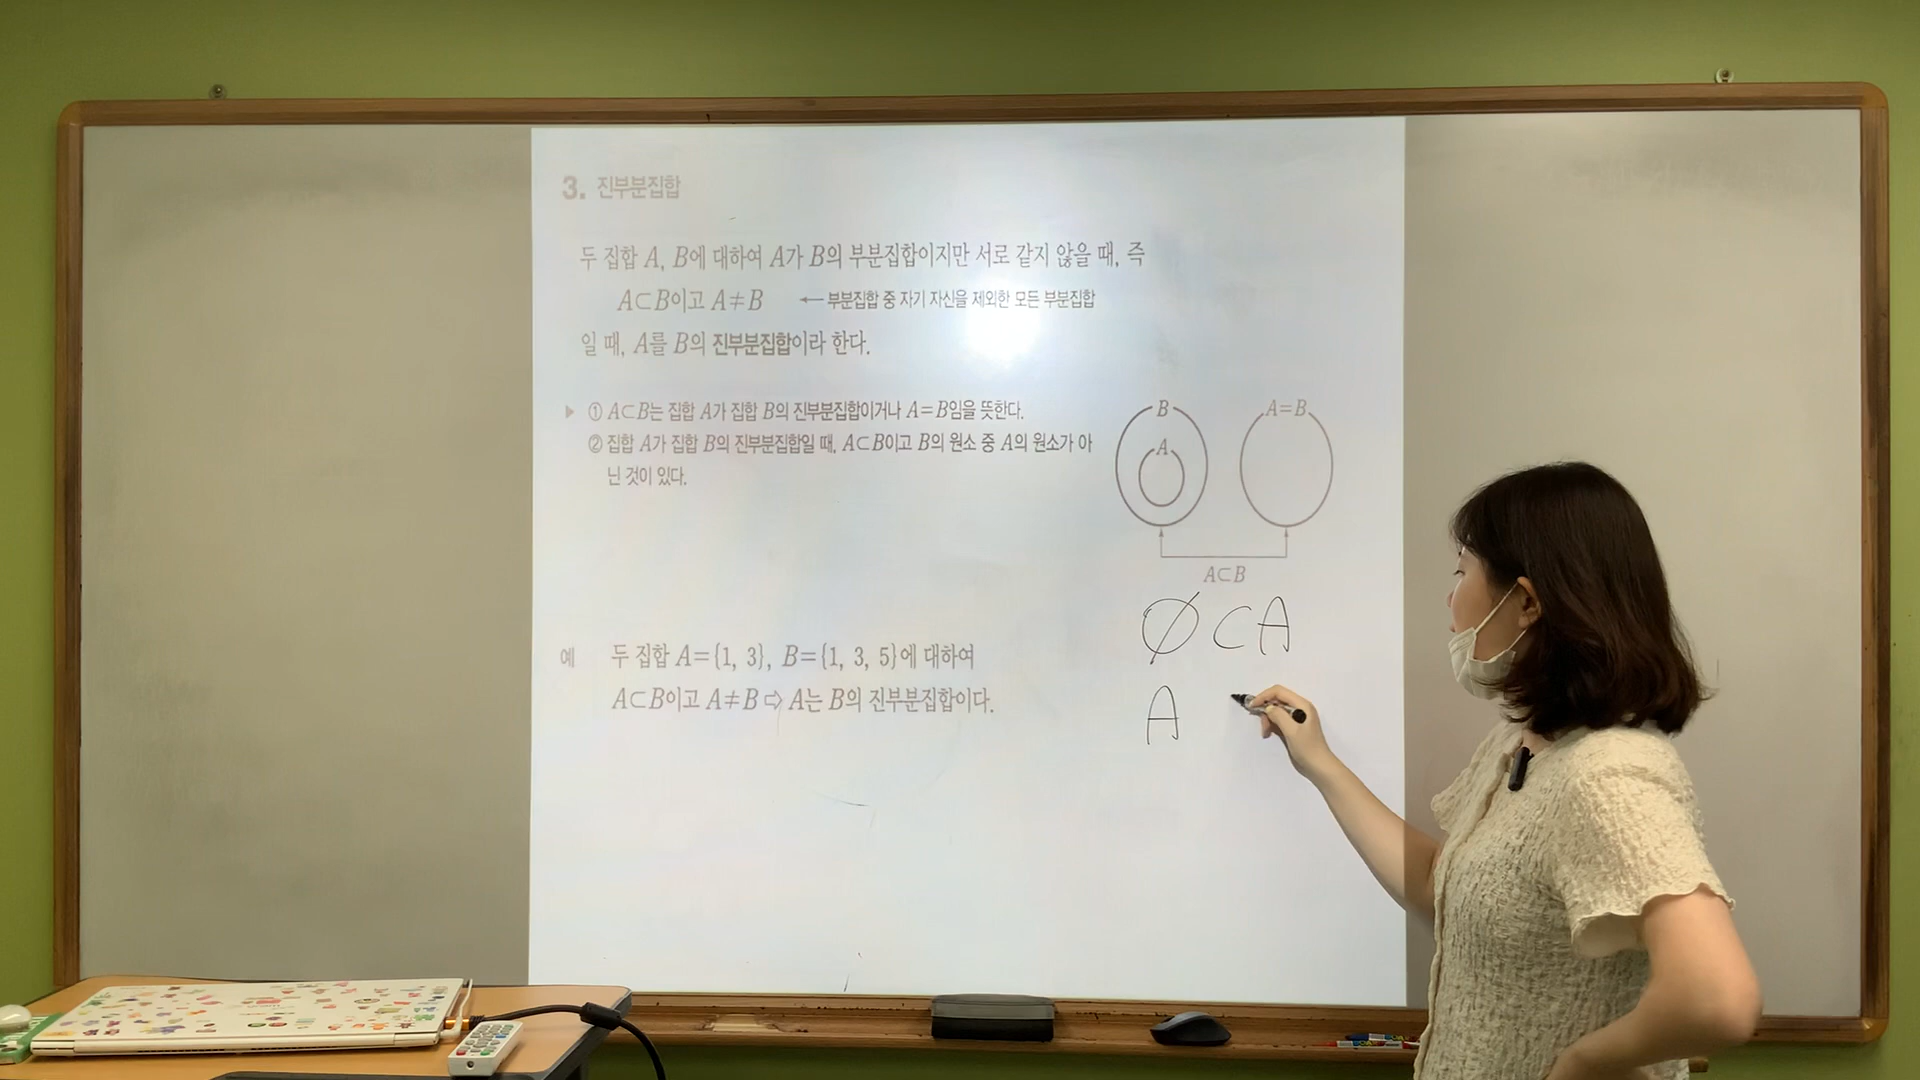 3. 진부분집합
두 집합 A, B에 대하여 A가 B의 부분집합이지만 서로 같지 않을 때, 즉
A⊂B이고 A≠B ← 부분집합 중 자기 자신을 제외한 모든 부분집합
일 때, A를 B의 진부분집합이라 한다.
▶ ① A⊂B는 집합 A가 집합 B의 진부분집합이거나 A=B임을 뜻한다.
② 집합 A가 집합 B의 진부분집합일 때, A⊂B이고 B의 원소 중 A의 원소가 아
닌 것이 있다.
B
A
A=B
A⊂B
∅⊂A
A
예 두 집합 A={1, 3}, B={1, 3, 5}에 대하여
A⊂B이고 A≠B ⇨ A는 B의 진부분집합이다.